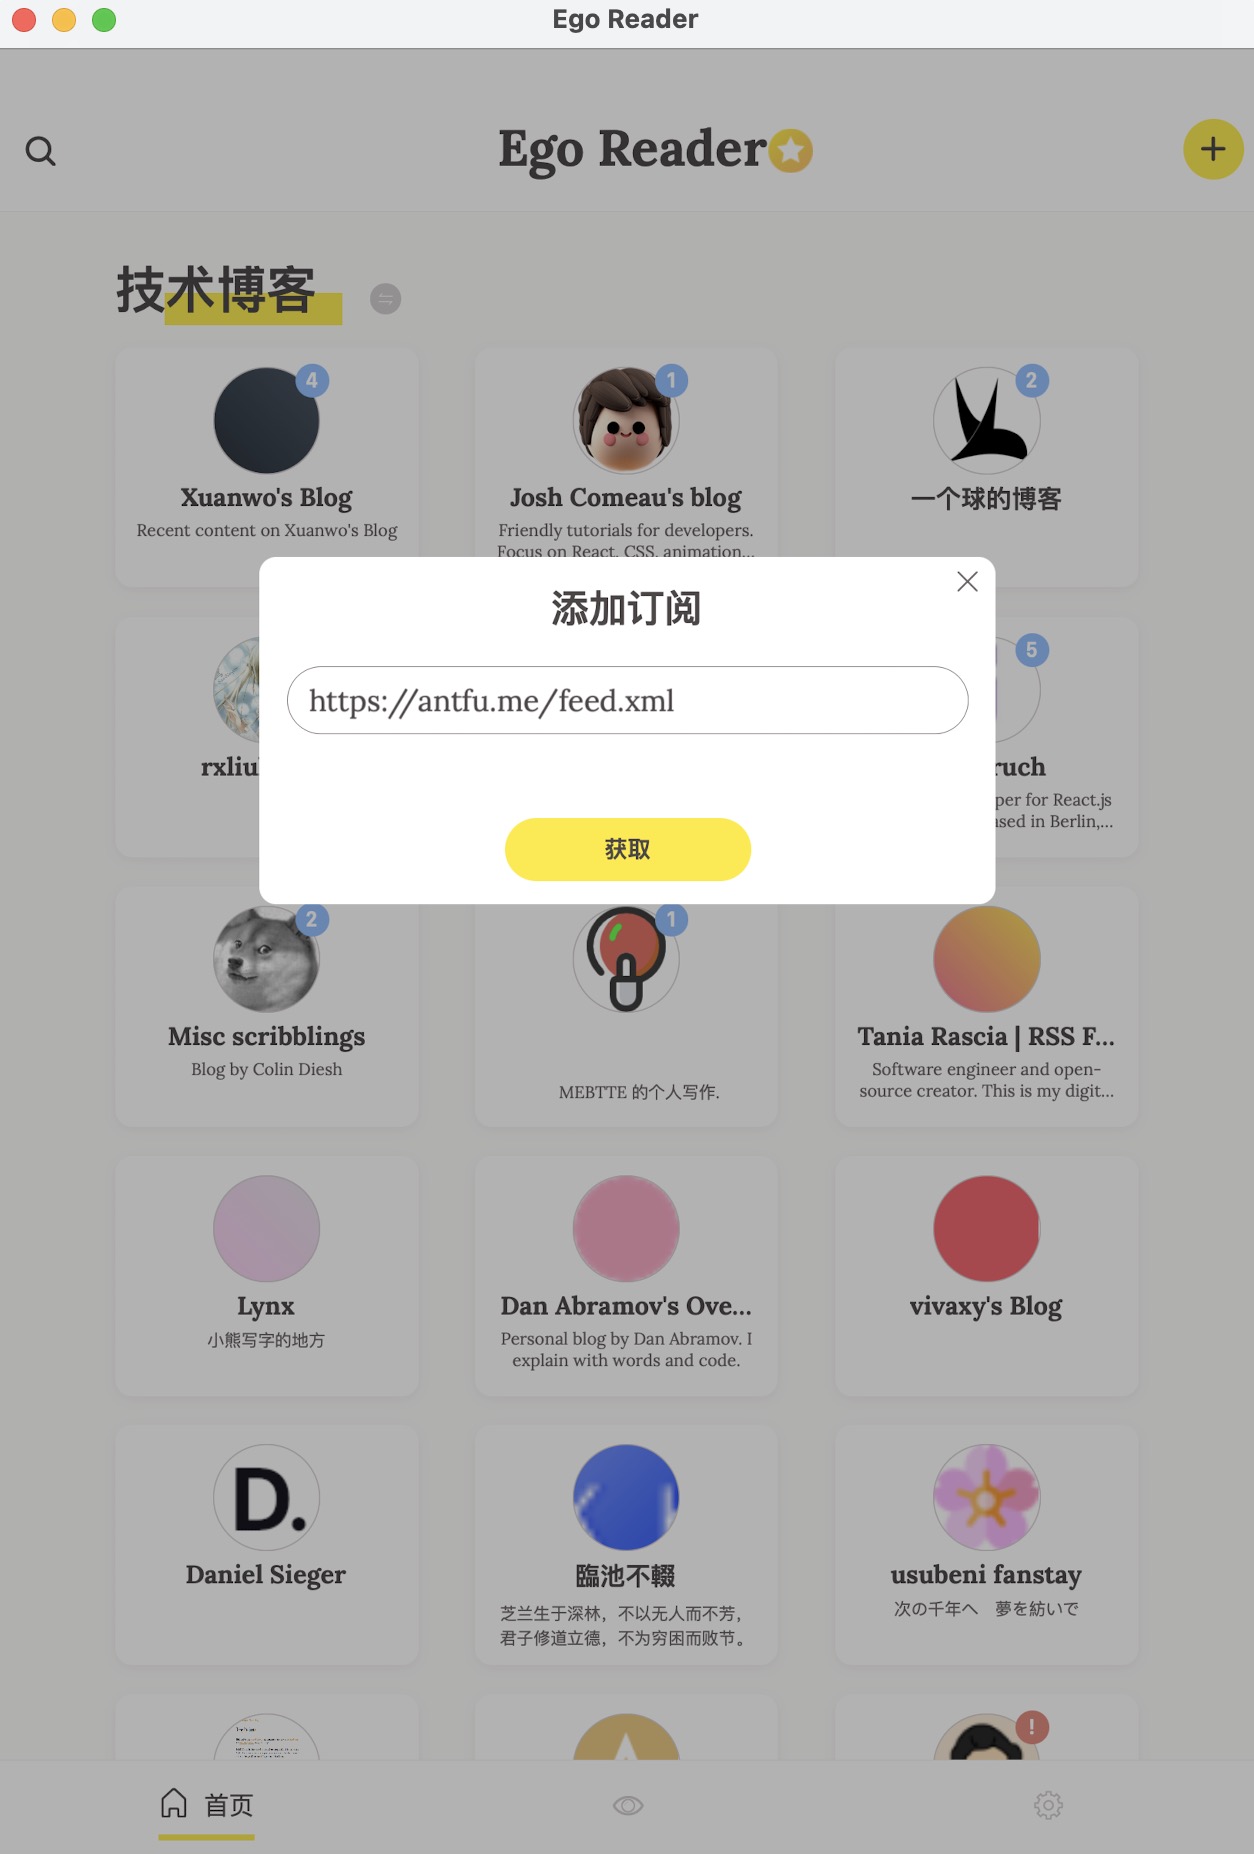 Ego Reader
Ego Reader
技术博客
4
1
2
Xuanwo's Blog
Josh Comeau's blog
一个球的博客
Recent content on Xuanwo's Blog
Friendly tutorials for developers.
Focus on React, CSS, animation...
添加订阅
https://antfu.me/feed.xml
获取
5
rxliu
ruch
per for React.js
ased in Berlin,...
2
1
Misc scribblings
Tania Rascia | RSS F...
Blog by Colin Diesh
MEBTTE 的个人写作.
Software engineer and open-
source creator. This is my digit...
Lynx
Dan Abramov's Ove...
vivaxy's Blog
小熊写字的地方
Personal blog by Dan Abramov. I
explain with words and code.
D.
Daniel Sieger
臨池不輟
usubeni fanstay
芝兰生于深林，不以无人而不芳，
君子修道立德，不为穷困而败节。
次の千年へ　夢を紡いで
!
首页